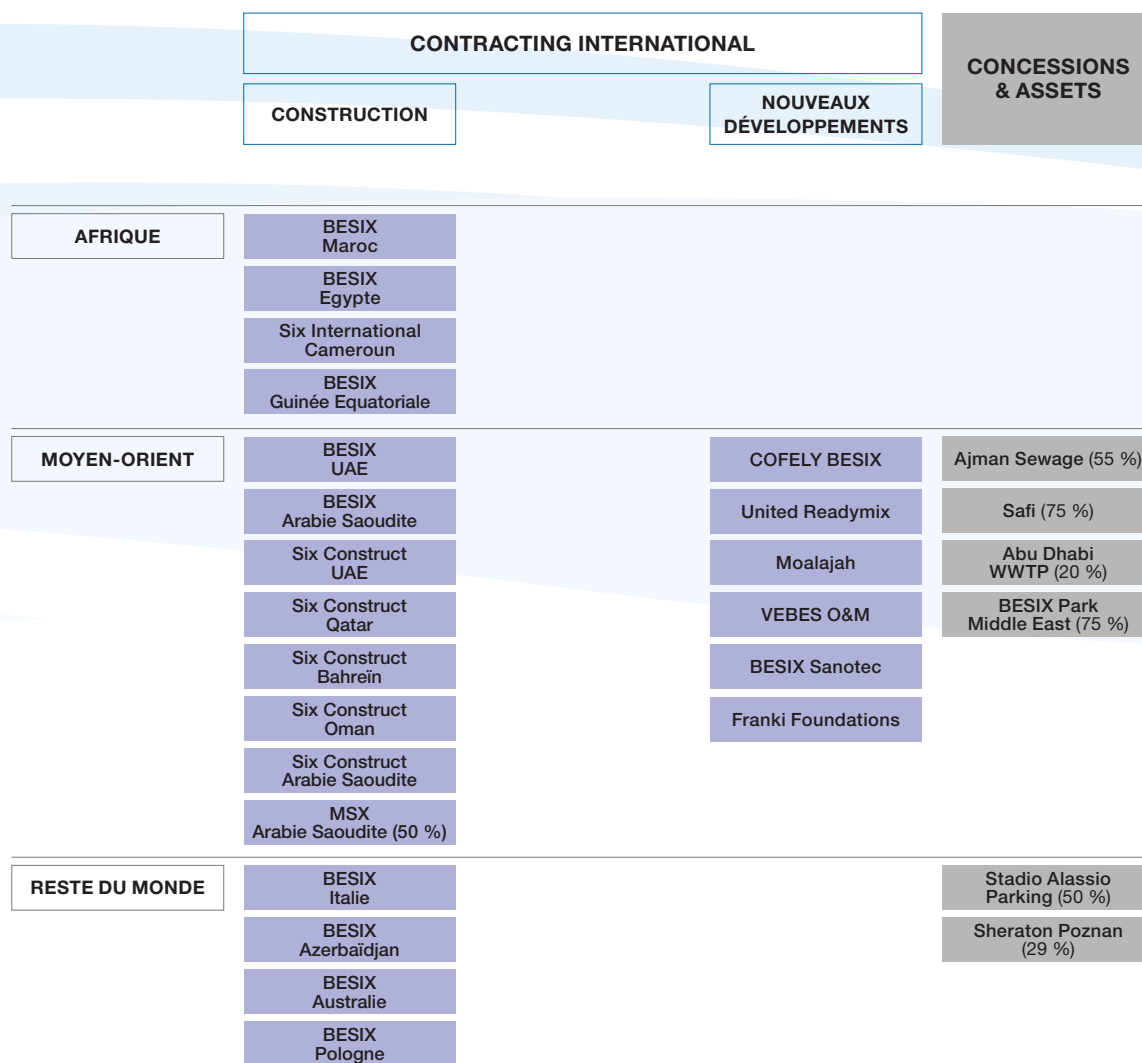 CONTRACTING INTERNATIONAL
CONCESSIONS
& ASSETS
CONSTRUCTION
NOUVEAUX
DÉVELOPPEMENTS
AFRIQUE
BESIX
Maroc
BESIX
Egypte
Six International
Cameroun
BESIX
Guinée Equatoriale
MOYEN-ORIENT
BESIX
UAE
COFELY BESIX
Ajman Sewage (55 %)
BESIX
Arabie Saoudite
United Readymix
Safi (75 %)
Six Construct
UAE
Moalajah
Abu Dhabi
WWTP (20 %)
Six Construct
Qatar
VEBES O&M
BESIX Park
Middle East (75 %)
Six Construct
Bahreïn
BESIX Sanotec
Six Construct
Oman
Franki Foundations
Six Construct
Arabie Saoudite
MSX
Arabie Saoudite (50 %)
RESTE DU MONDE
BESIX
Italie
Stadio Alassio
Parking (50 %)
BESIX
Azerbaïdjan
Sheraton Poznan
(29 %)
BESIX
Australie
BESIX
Pologne